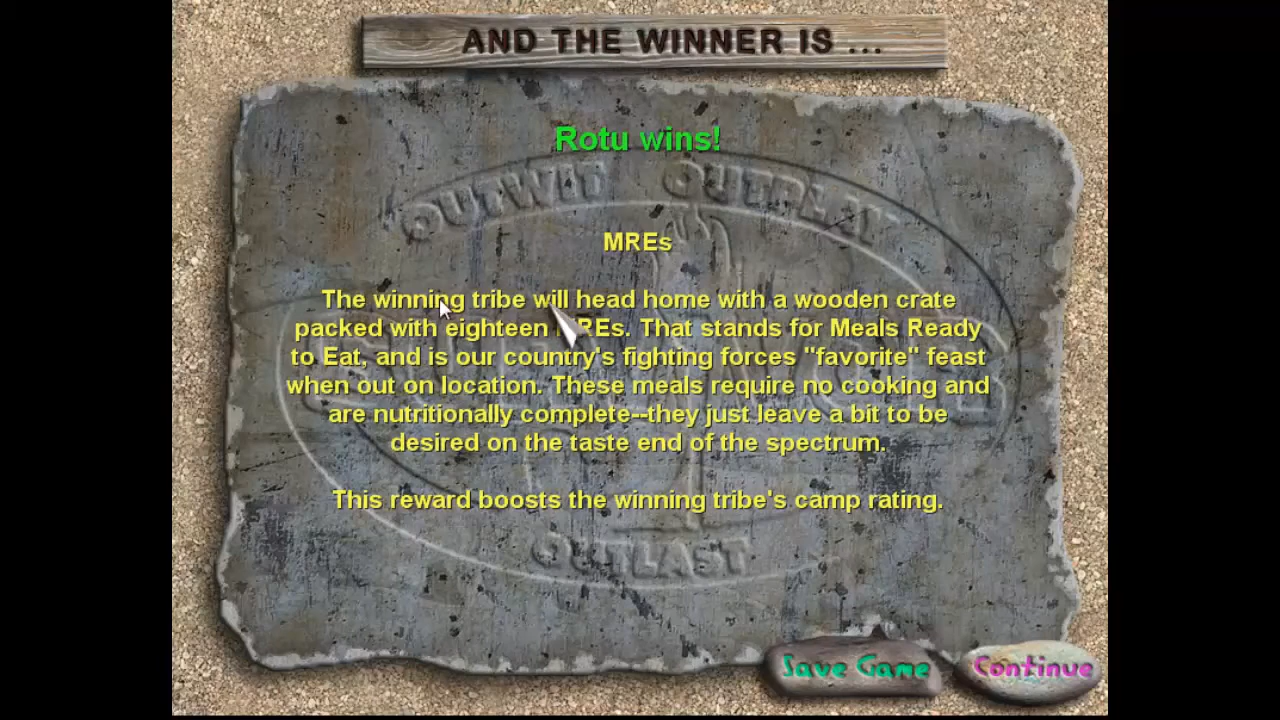 AND THE WINNER IS ...
Rotu wins!
OUTWIT OUTPLAY
MREs
The winning tribe will head home with a wooden crate
packed with eighteen MREs. That stands for Meals Ready
to Eat, and is our country's fighting forces "favorite" feast
when out on location. These meals require no cooking and
are nutritionally complete--they just leave a bit to be
desired on the taste end of the spectrum.
This reward boosts the winning tribe's camp rating.
OUTLAST
Save Game
Continue